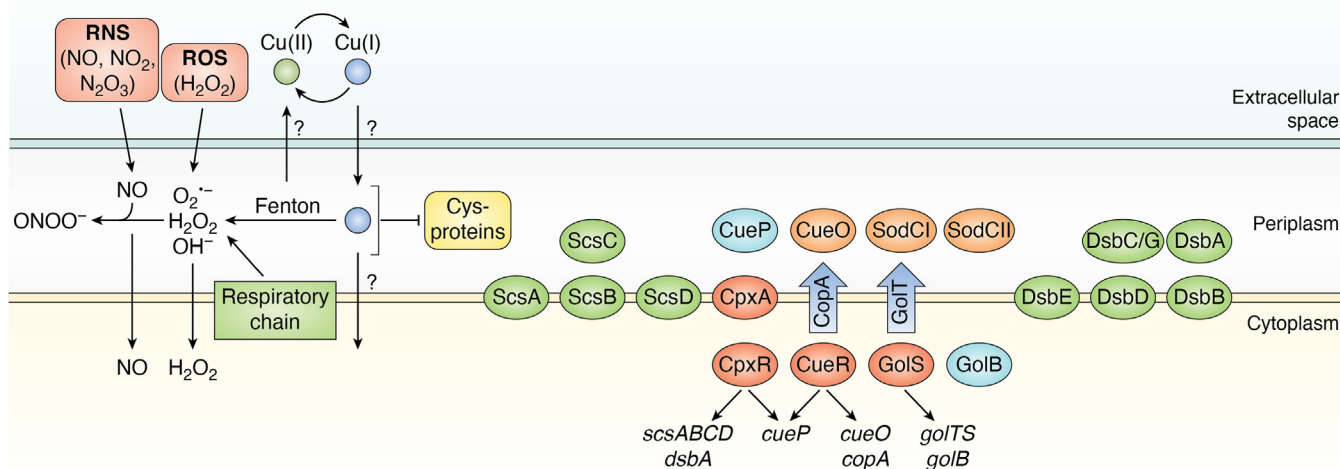 RNS
(NO, NO₂,
N₂O₃)
ROS
(H₂O₂)
Cu(II)
Cu(I)
?
?
Extracellular
space
NO
O₂•−
H₂O₂
OH−
ONOO−
Fenton
Cys-
proteins
Periplasm
ScsC
CueP
CueO
SodCI
SodCII
DsbC/G
DsbA
Respiratory
chain
?
ScsA
ScsB
ScsD
CpxA
CopA
GolT
DsbE
DsbD
DsbB
Cytoplasm
NO
H₂O₂
CpxR
CueR
GolS
GolB
scsABCD
dsbA
cueP
cueO
copA
golTS
golB